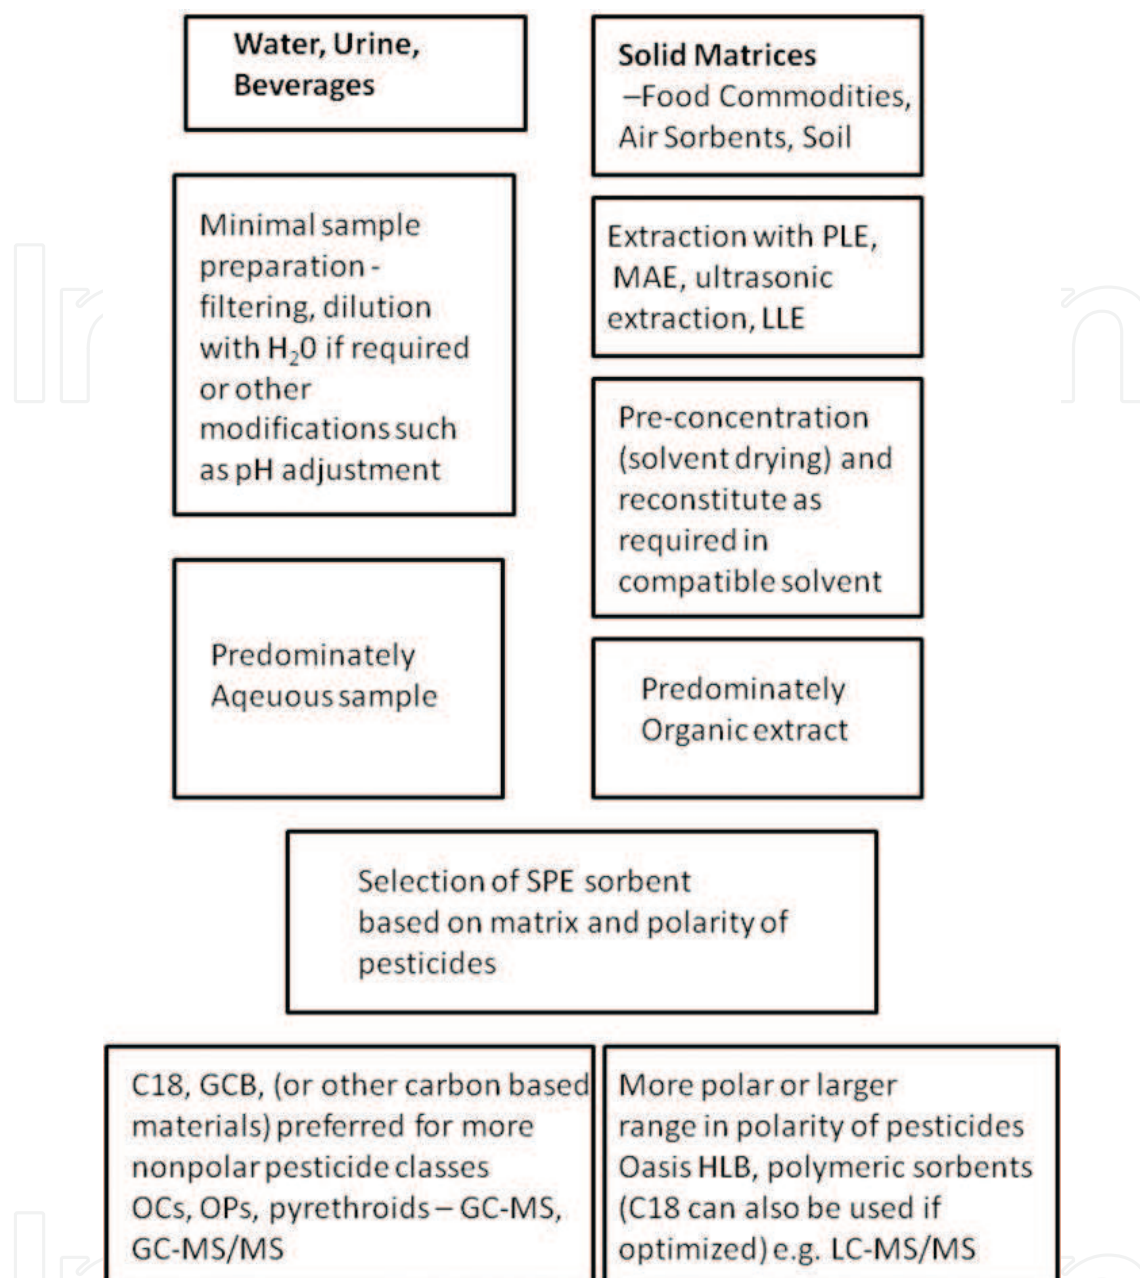 Water, Urine,
Beverages
Minimal sample
preparation -
filtering, dilution
with H₂0 if required
or other
modifications such
as pH adjustment
Predominately
Aqeuous sample
Solid Matrices
–Food Commodities,
Air Sorbents, Soil
Extraction with PLE,
MAE, ultrasonic
extraction, LLE
Pre-concentration
(solvent drying) and
reconstitute as
required in
compatible solvent
Predominately
Organic extract
Selection of SPE sorbent
based on matrix and polarity of
pesticides
C18, GCB, (or other carbon based
materials) preferred for more
nonpolar pesticide classes
OCs, OPs, pyrethroids – GC-MS,
GC-MS/MS
More polar or larger
range in polarity of pesticides
Oasis HLB, polymeric sorbents
(C18 can also be used if
optimized) e.g. LC-MS/MS